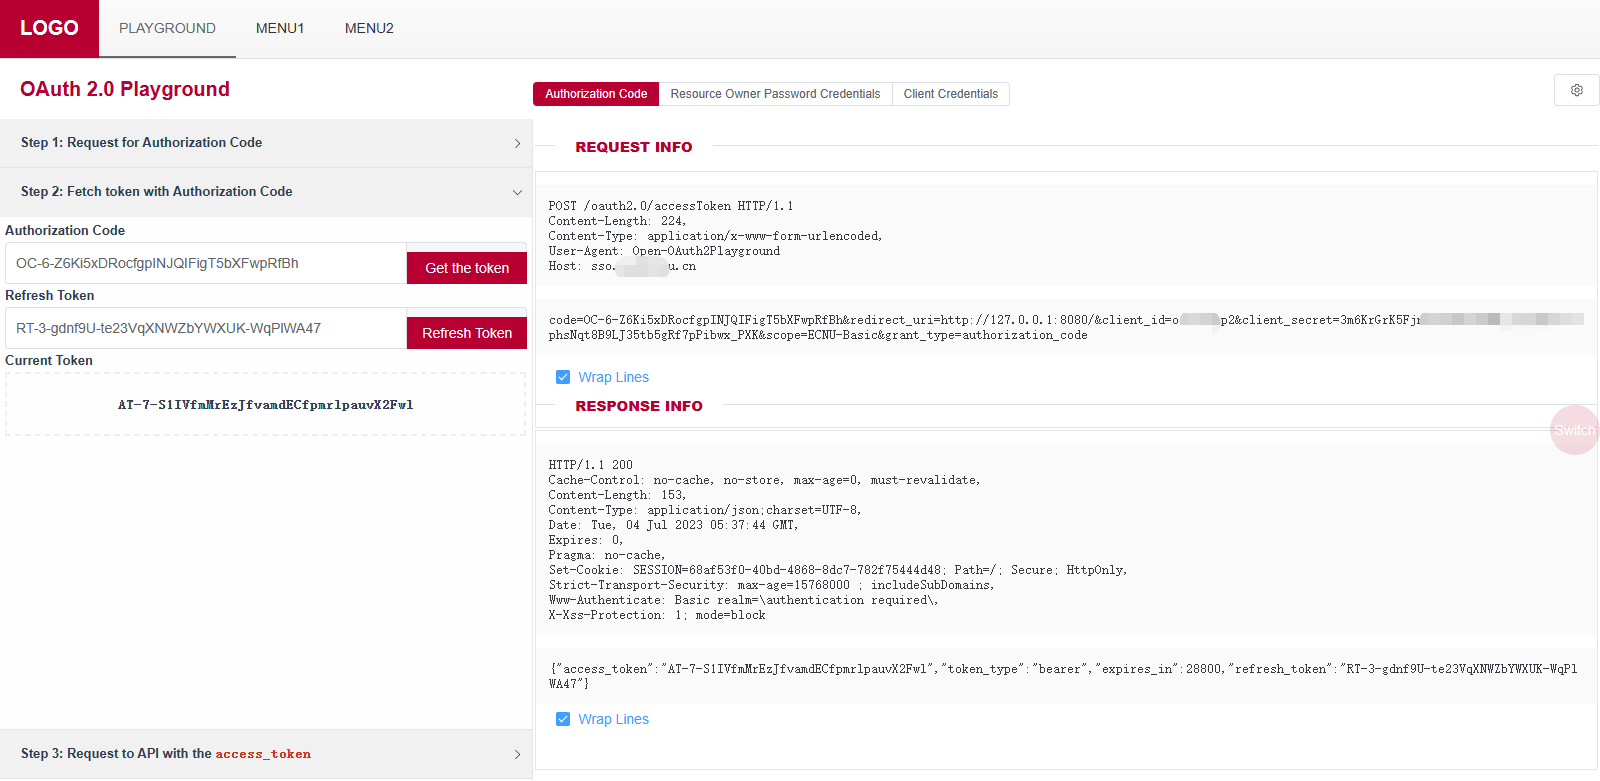 LOGO PLAYGROUND MENU1 MENU2
OAuth 2.0 Playground
Authorization Code Resource Owner Password Credentials Client Credentials
Step 1: Request for Authorization Code
Step 2: Fetch token with Authorization Code
Authorization Code
OC-6-Z6Ki5xDRocfgpINJQIFigT5bXFwpRfBh Get the token
Refresh Token
RT-3-gdnf9U-te23VqXNWZbYWXUK-WqPlWA47 Refresh Token
Current Token
AT-7-S1IVfmMrEzJfvamdECfpmrlpauvX2Fwl
Step 3: Request to API with the access_token
REQUEST INFO
POST /oauth2.0/accessToken HTTP/1.1
Content-Length: 224,
Content-Type: application/x-www-form-urlencoded,
User-Agent: Open-OAuth2Playground
Host: sso. u.cn
code=OC-6-Z6Ki5xDRocfgpINJQIFigT5bXFwpRfBh&redirect_uri=http://127.0.0.1:8080/&client_id=o p2&client_secret=3m6KrGrK5Fj
phsNqt8B9LJ35tb5gRf7pPibwx_PXK&scope=ECNU-Basic&grant_type=authorization_code
Wrap Lines
RESPONSE INFO
Switch
HTTP/1.1 200
Cache-Control: no-cache, no-store, max-age=0, must-revalidate,
Content-Length: 153,
Content-Type: application/json;charset=UTF-8,
Date: Tue, 04 Jul 2023 05:37:44 GMT,
Expires: 0,
Pragma: no-cache,
Set-Cookie: SESSION=68af53f0-40bd-4868-8dc7-782f75444d48; Path=/; Secure; HttpOnly,
Strict-Transport-Security: max-age=15768000 ; includeSubDomains,
Www-Authenticate: Basic realm=\authentication required\,
X-Xss-Protection: 1; mode=block
{"access_token":"AT-7-S1IVfmMrEzJfvamdECfpmrlpauvX2Fwl","token_type":"bearer","expires_in":28800,"refresh_token":"RT-3-gdnf9U-te23VqXNWZbYWXUK-WqPl
WA47"}
Wrap Lines